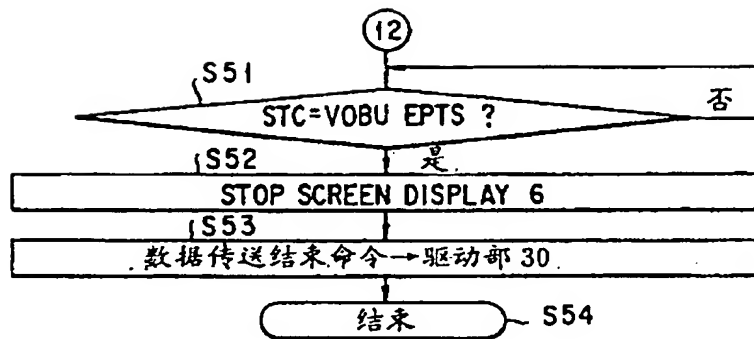 12
S51
STC=VOBU EPTS ?
否
是
S52
STOP SCREEN DISPLAY 6
S53
数据传送结束命令→驱动部 30
结束
S54